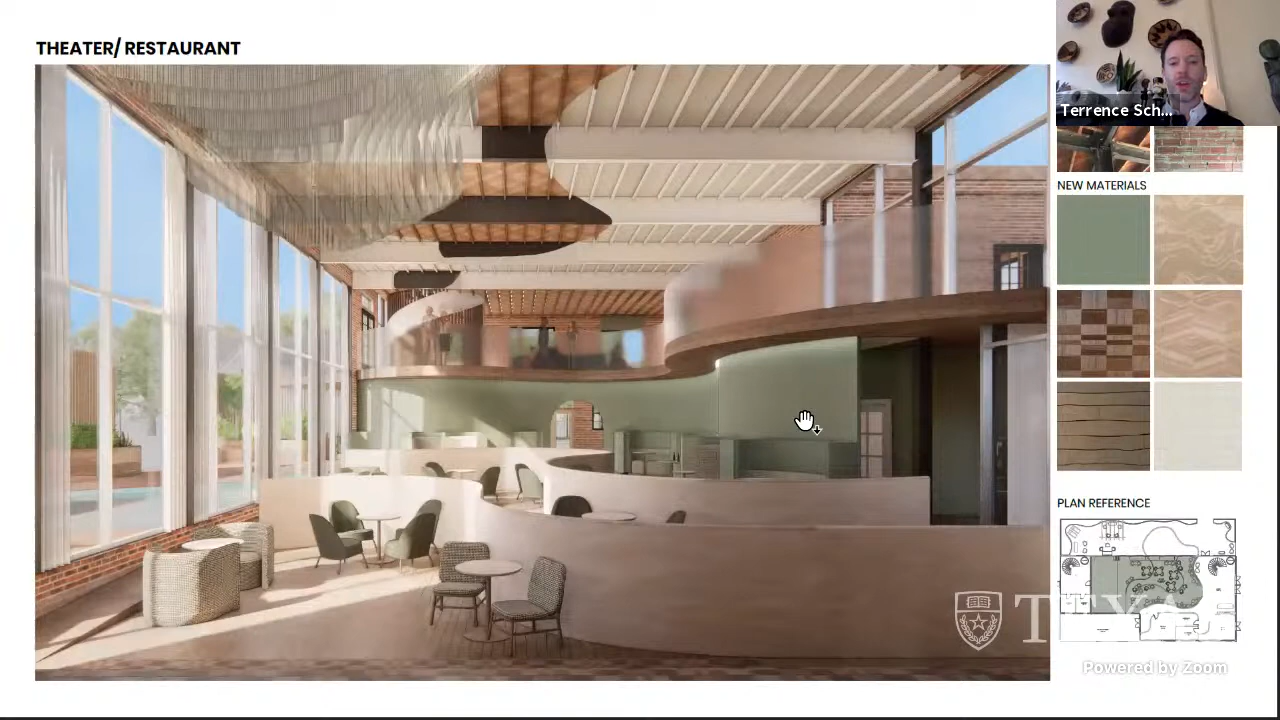 THEATER/ RESTAURANT
Terrence Sch...
NEW MATERIALS
PLAN REFERENCE
Powered by Zoom